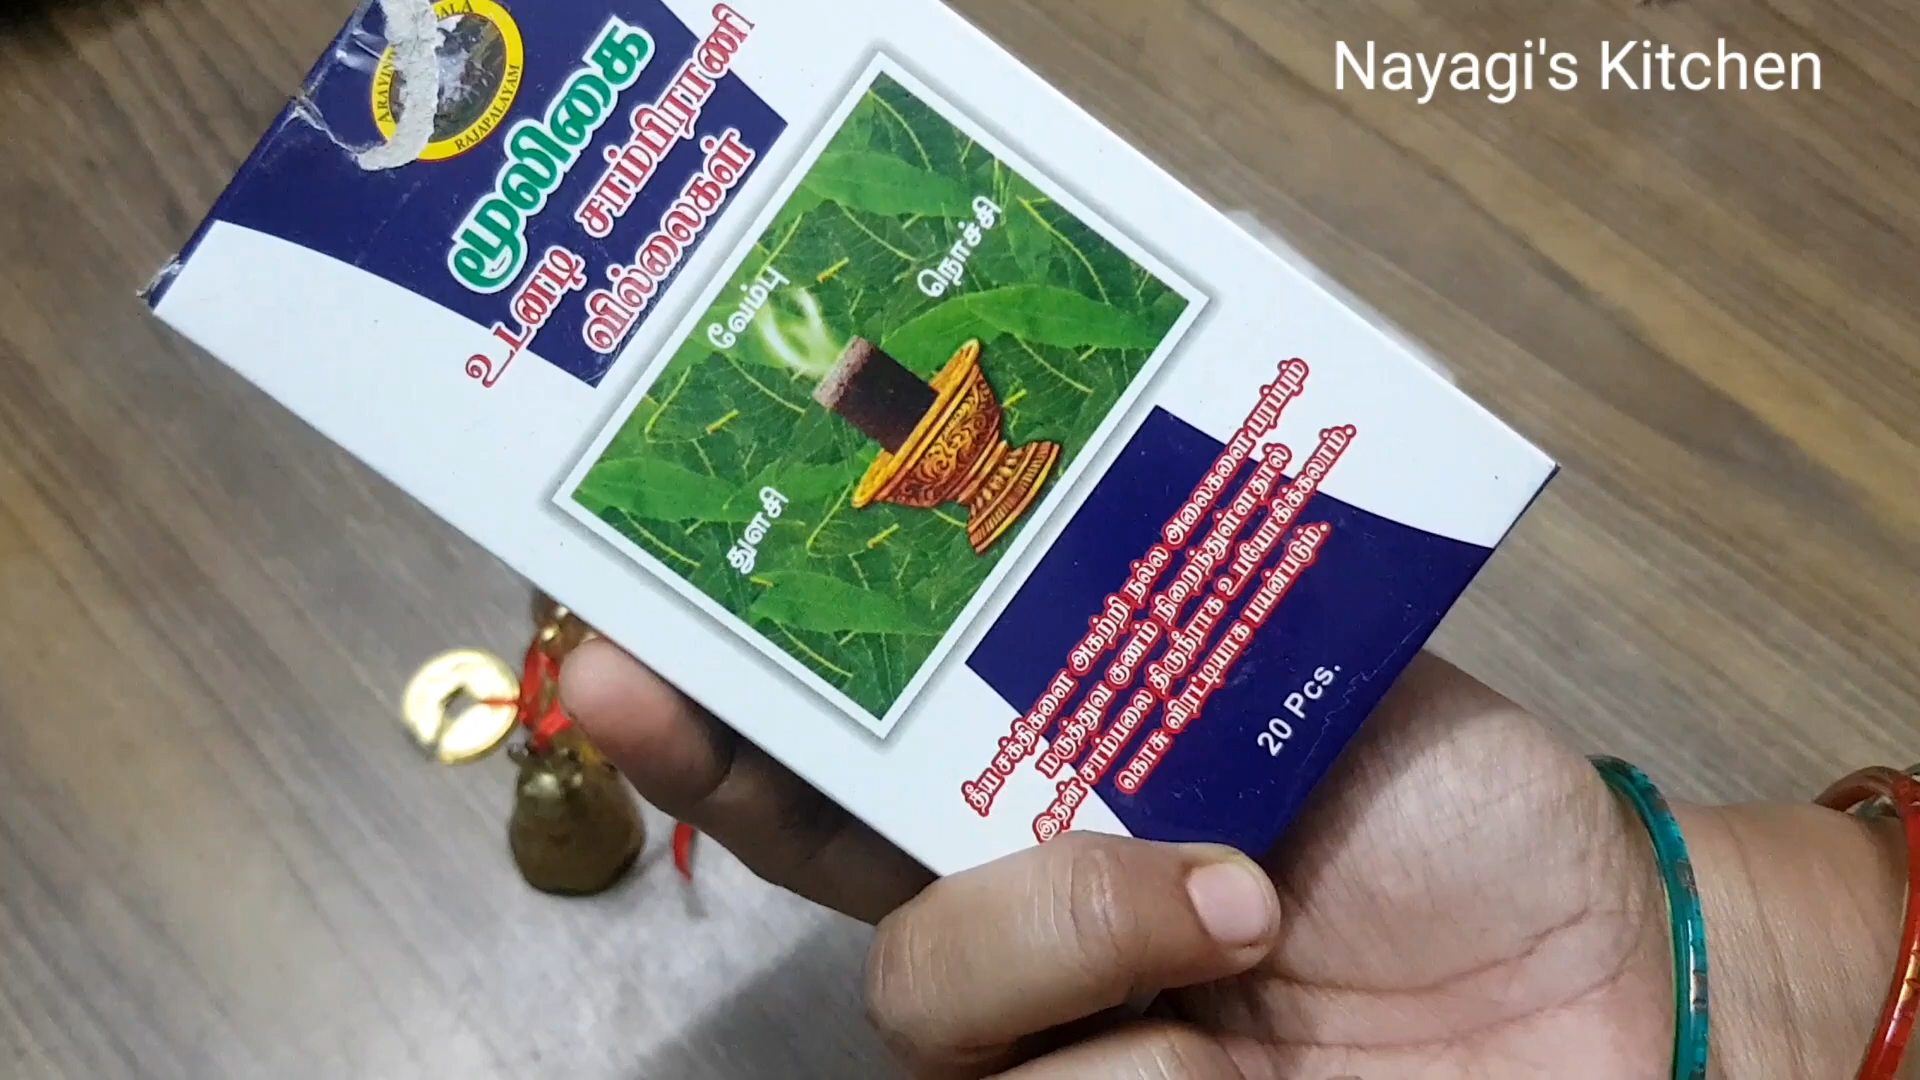 Nayagi's Kitchen
RAJAPALAYAM
மூலிகை
உடனடி சாம்பிராணி
வில்லைகள்
வேம்பு
நொச்சி
துளசி
தீய சக்திகளை அகற்றி நல்ல அலைகளை பரப்பும்
மருத்துவ குணம் நிறைந்துள்ளதால்
இதன் சாம்பலை திருநீராக உபயோகிக்கலாம்.
கொசு விரட்டியாக பயன்படும்.
20 Pcs.